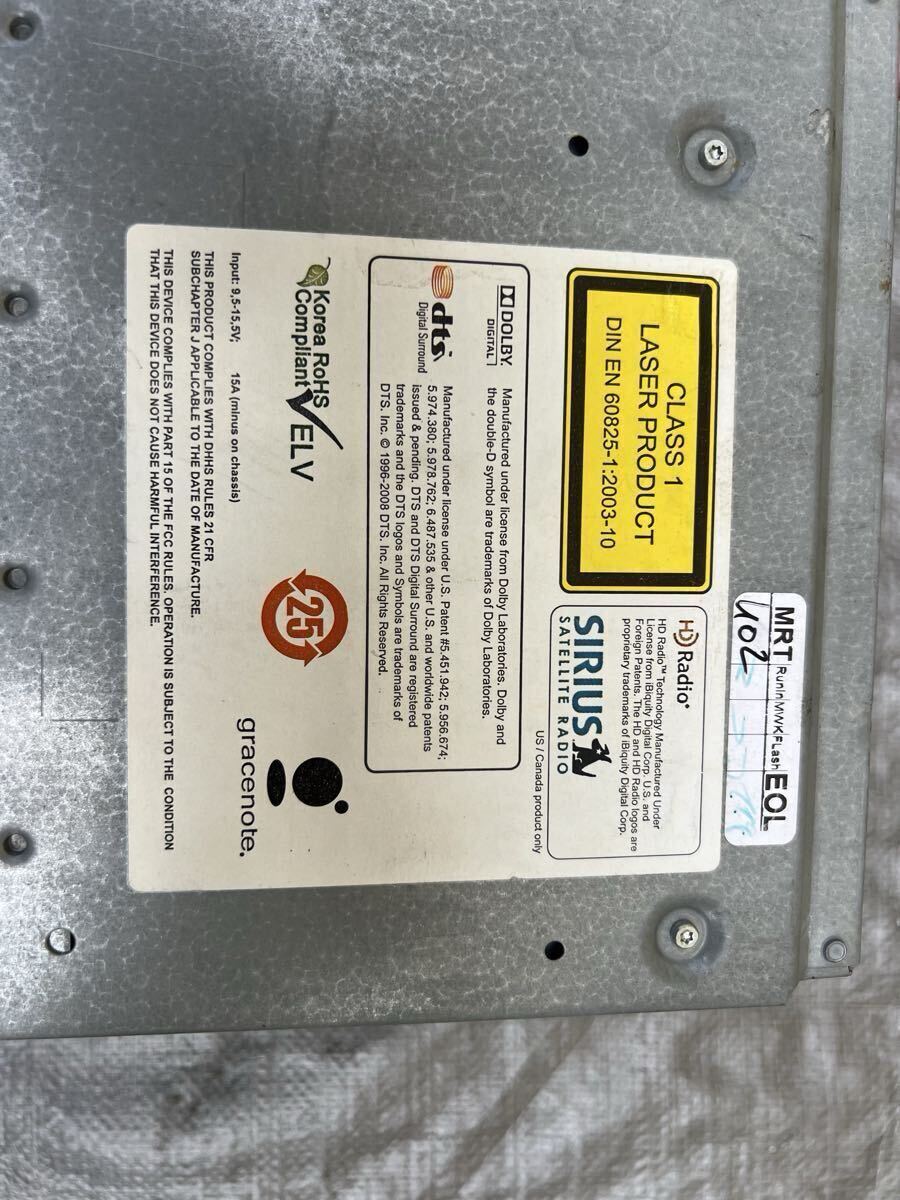 MRT RunIn MWK FLash EOL
402
CLASS 1
LASER PRODUCT
DIN EN 60825-1:2003-10
HD Radio®
HD Radio™ Technology Manufactured Under
License from iBiquity Digital Corp. U.S. and
Foreign Patents. The HD and HD Radio logos are
proprietary trademarks of iBiquity Digital Corp.
SIRIUS
SATELLITE RADIO
US / Canada product only
DOLBY
DIGITAL
Manufactured under license from Dolby Laboratories. Dolby and
the double-D symbol are trademarks of Dolby Laboratories.
dts
Digital Surround
Manufactured under license under U.S. Patent #5.451.942; 5.956.674;
5.974.380; 5.978.762; 6.487.535 & other U.S. and worldwide patents
issued & pending. DTS and DTS Digital Surround are registered
trademarks and the DTS logos and Symbols are trademarks of
DTS. Inc. © 1996-2008 DTS. Inc. All Rights Reserved.
Korea RoHS
Compliant
ELV
25
gracenote.
Input: 9,5-15,5V; 15A (minus on chassis)
THIS PRODUCT COMPLIES WITH DHHS RULES 21 CFR
SUBCHAPTER J APPLICABLE TO THE DATE OF MANUFACTURE.
THIS DEVICE COMPLIES WITH PART 15 OF THE FCC RULES. OPERATION IS SUBJECT TO THE CONDITION
THAT THIS DEVICE DOES NOT CAUSE HARMFUL INTERFERENCE.